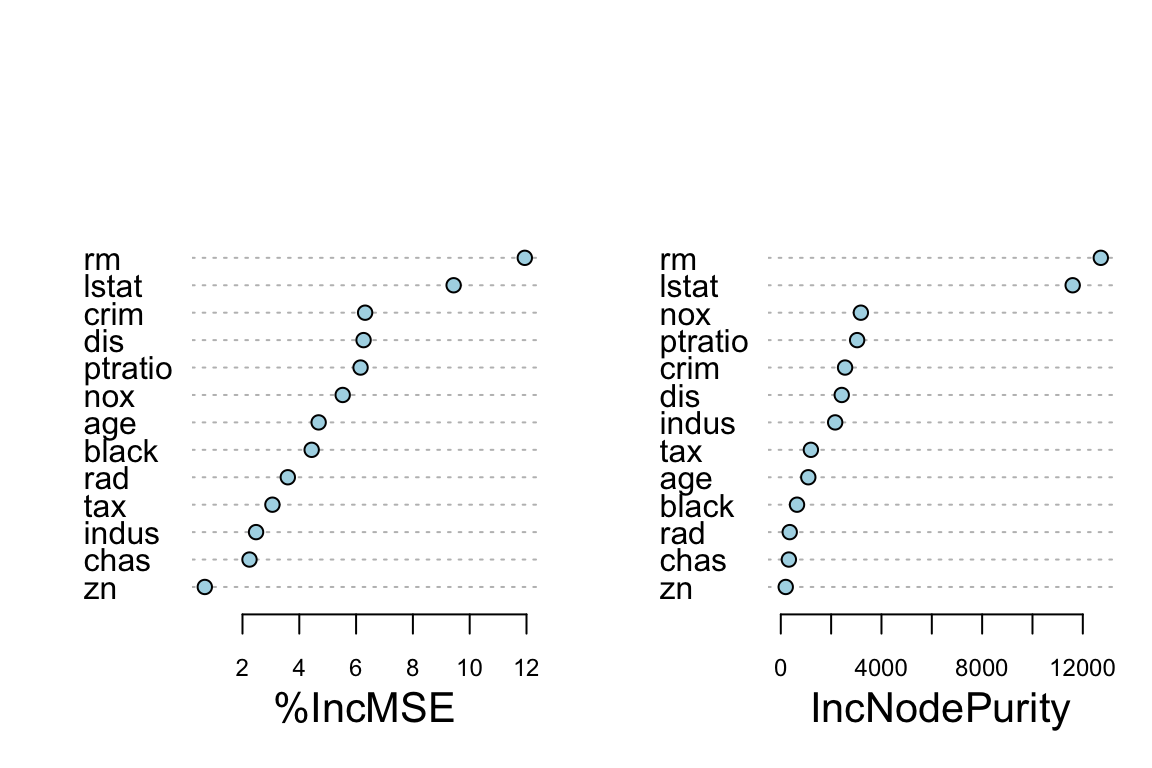 rm
lstat
crim
dis
ptratio
nox
age
black
rad
tax
indus
chas
zn
2 4 6 8 10 12
%IncMSE
rm
lstat
nox
ptratio
crim
dis
indus
tax
age
black
rad
chas
zn
0 4000 8000 12000
IncNodePurity